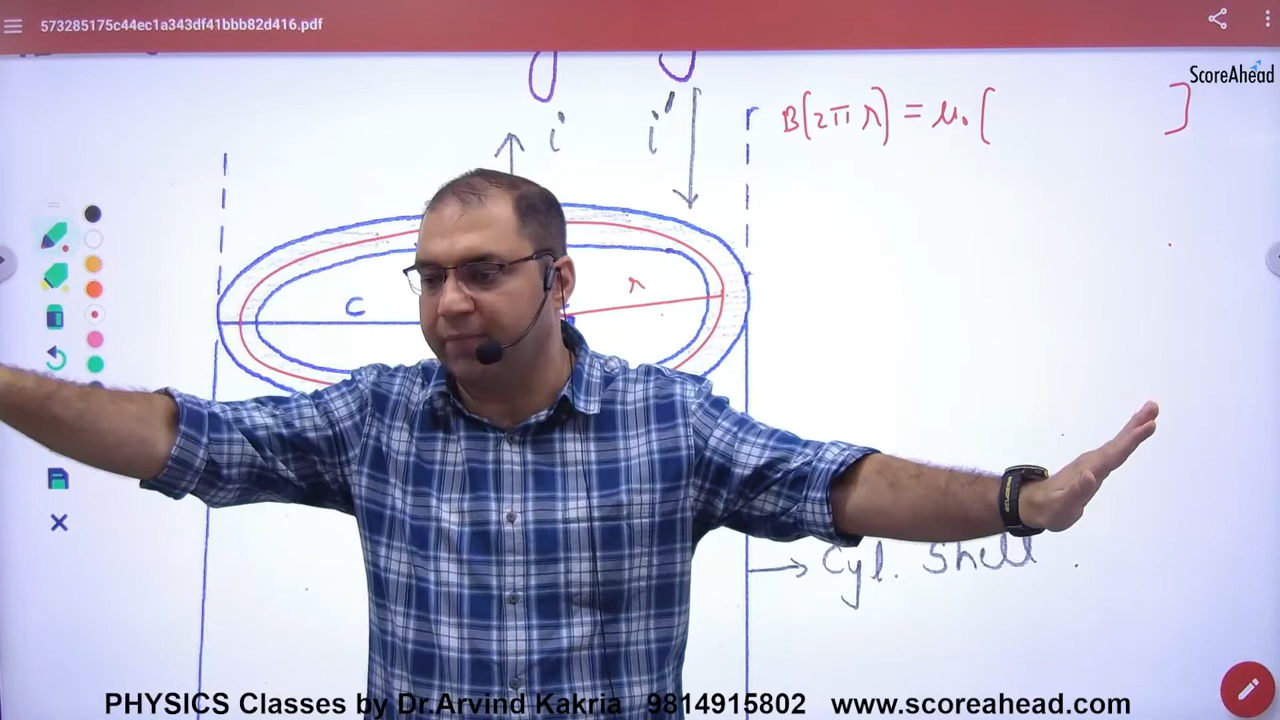 573285175c44ec1a343df41bbb82d416.pdf
ScoreAhead
i i' r B(2πr) = μ₀[ ]
c r
Cyl. Shell
PHYSICS Classes by Dr.Arvind Kakria 9814915802 www.scoreahead.com